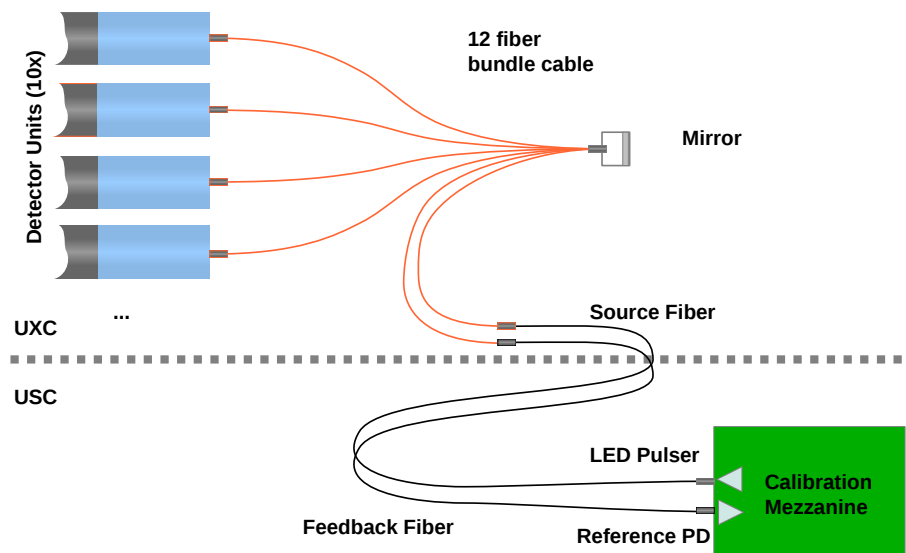 12 fiber
bundle cable
Mirror
Detector Units (10x)
...
Source Fiber
UXC
USC
LED Pulser
Calibration
Mezzanine
Feedback Fiber
Reference PD